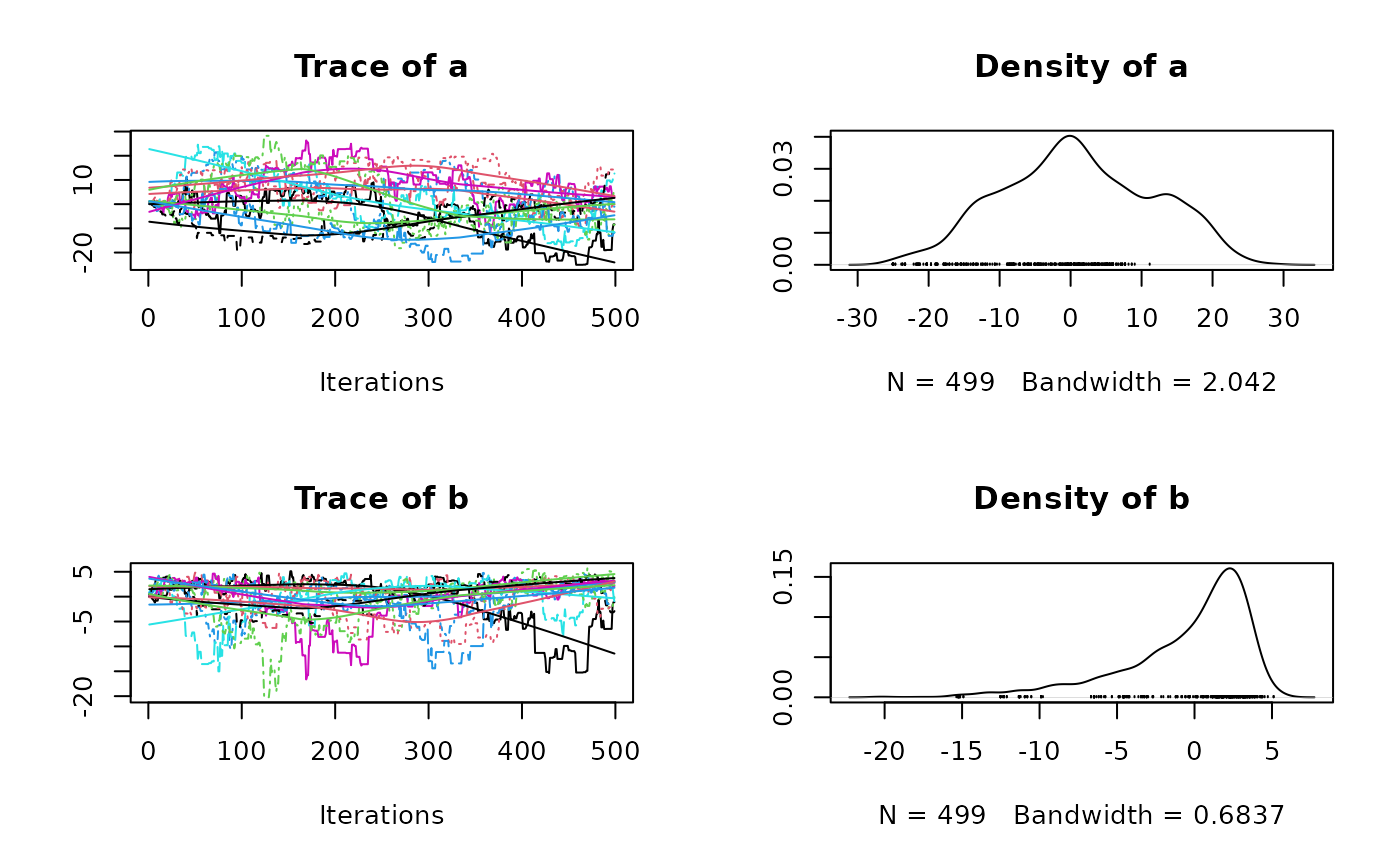 Trace of a
10
-20
0 100 200 300 400 500
Iterations
Density of a
0.03
0.00
-30 -20 -10 0 10 20 30
N = 499 Bandwidth = 2.042
Trace of b
5
-5
-20
0 100 200 300 400 500
Iterations
Density of b
0.15
0.00
-20 -15 -10 -5 0 5
N = 499 Bandwidth = 0.6837